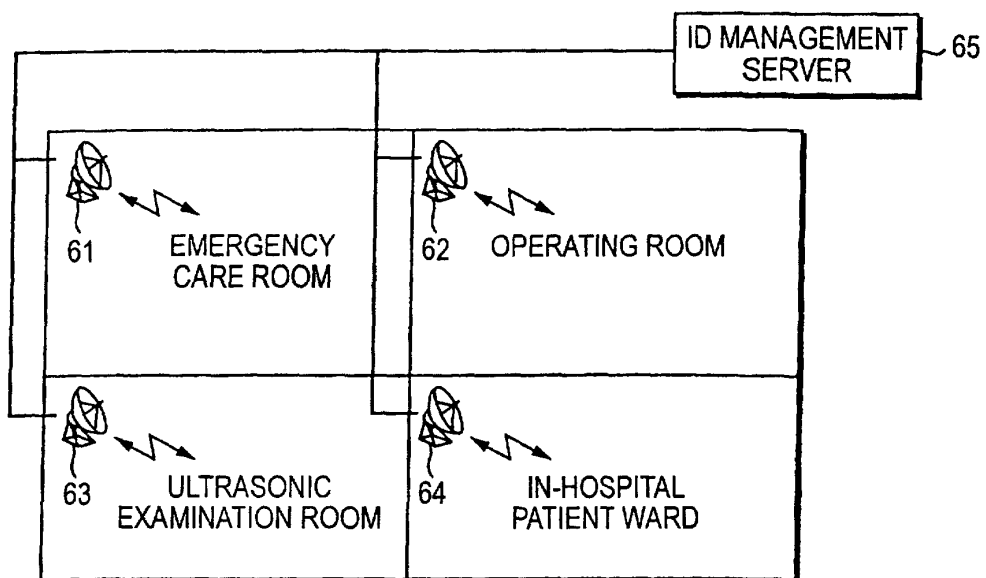 ID MANAGEMENT
SERVER
65
61
EMERGENCY
CARE ROOM
62
OPERATING ROOM
63
ULTRASONIC
EXAMINATION ROOM
64
IN-HOSPITAL
PATIENT WARD